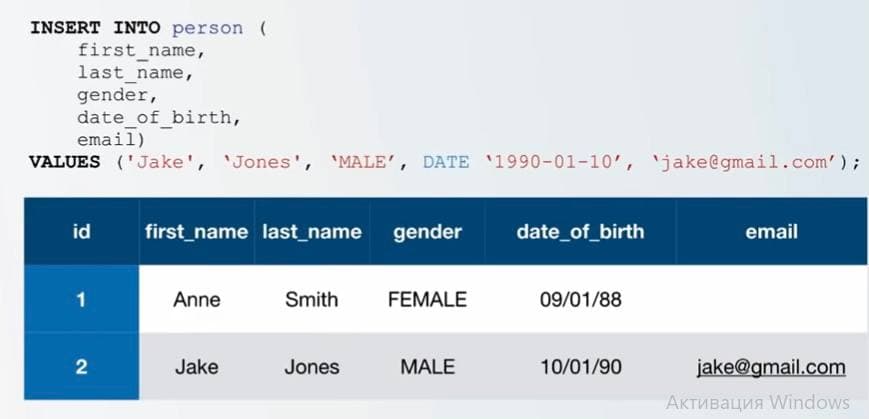 INSERT INTO person (
first_name,
last_name,
gender,
date_of_birth,
email)
VALUES ('Jake', ‘Jones', ‘MALE’, DATE ‘1990-01-10’, ‘jake@gmail.com’);
id first_name last_name gender date_of_birth email
1 Anne Smith FEMALE 09/01/88
2 Jake Jones MALE 10/01/90 jake@gmail.com
Активация Windows